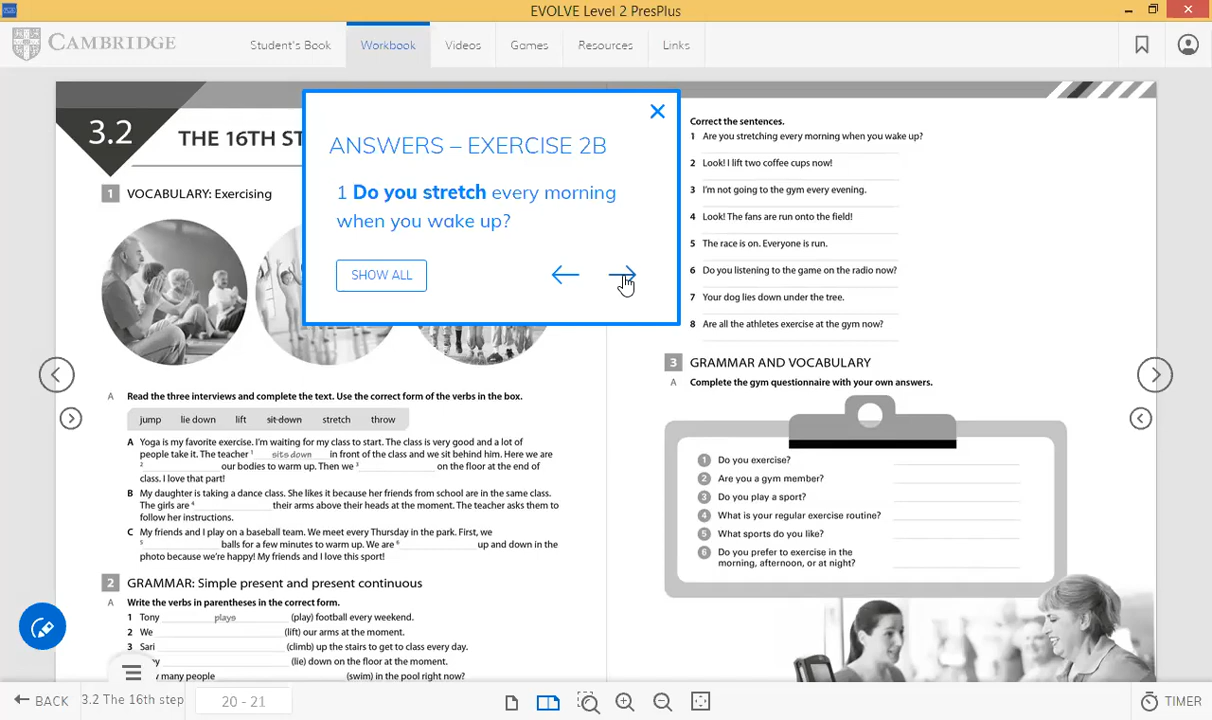 EVOLVE Level 2 PresPlus
CAMBRIDGE
Student's Book
Workbook
Videos
Games
Resources
Links
3.2
THE 16TH ST
1 VOCABULARY: Exercising
ANSWERS – EXERCISE 2B
1 Do you stretch every morning
when you wake up?
SHOW ALL
A Read the three interviews and complete the text. Use the correct form of the verbs in the box.
jump lie down lift sit down stretch throw
A Yoga is my favorite exercise. I'm waiting for my class to start. The class is very good and a lot of
people take it. The teacher 1 sits down in front of the class and we sit behind him. Here we are
2 our bodies to warm up. Then we 3 on the floor at the end of
class. I love that part!
B My daughter is taking a dance class. She likes it because her friends from school are in the same class.
The girls are 4 their arms above their heads at the moment. The teacher asks them to
follow her instructions.
C My friends and I play on a baseball team. We meet every Thursday in the park. First, we
5 balls for a few minutes to warm up. We are 6 up and down in the
photo because we're happy! My friends and I love this sport!
2 GRAMMAR: Simple present and present continuous
A Write the verbs in parentheses in the correct form.
1 Tony plays (play) football every weekend.
2 We (lift) our arms at the moment.
3 Sari (climb) up the stairs to get to class every day.
(lie) down on the floor at the moment.
many people (swim) in the pool right now?
Correct the sentences.
1 Are you stretching every morning when you wake up?
2 Look! I lift two coffee cups now!
3 I'm not going to the gym every evening.
4 Look! The fans are run onto the field!
5 The race is on. Everyone is run.
6 Do you listening to the game on the radio now?
7 Your dog lies down under the tree.
8 Are all the athletes exercise at the gym now?
3 GRAMMAR AND VOCABULARY
A Complete the gym questionnaire with your own answers.
1 Do you exercise?
2 Are you a gym member?
3 Do you play a sport?
4 What is your regular exercise routine?
5 What sports do you like?
6 Do you prefer to exercise in the
morning, afternoon, or at night?
BACK
3.2 The 16th step
20 - 21
TIMER